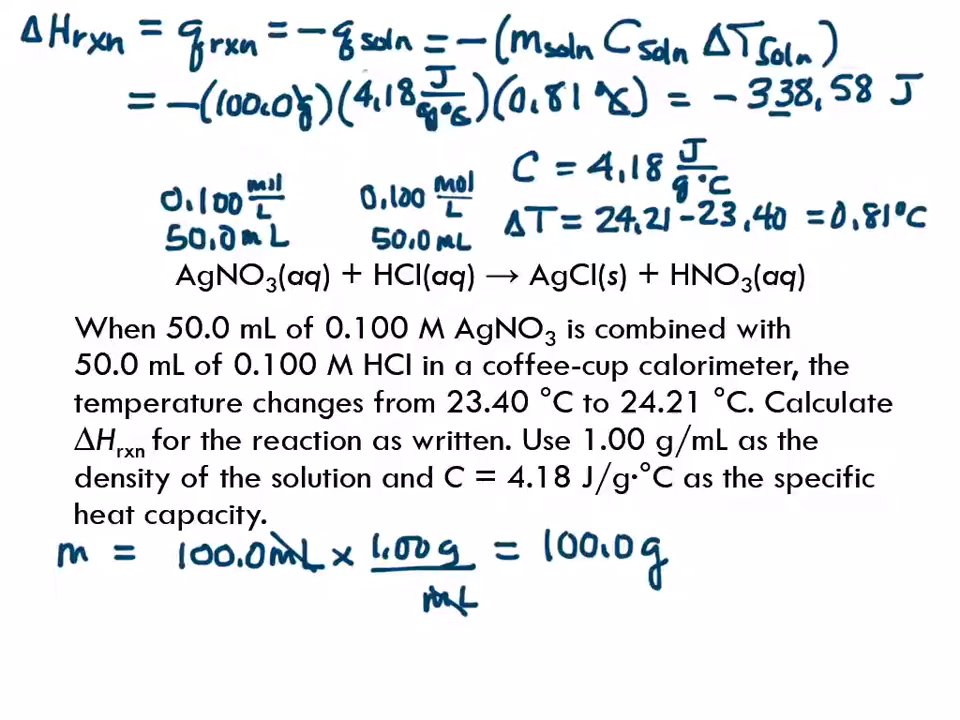 ΔHrxn = qrxn = -qsoln = -(msoln Csoln ΔTsoln)
= -(100.0g)(4.18 J/g°C)(0.81°C) = -338.58 J
C = 4.18 J/g°C
0.100 mol/L 0.100 mol/L
50.0mL 50.0mL ΔT = 24.21-23.40 = 0.81°C
AgNO₃(aq) + HCl(aq) → AgCl(s) + HNO₃(aq)
When 50.0 mL of 0.100 M AgNO₃ is combined with
50.0 mL of 0.100 M HCl in a coffee-cup calorimeter, the
temperature changes from 23.40 °C to 24.21 °C. Calculate
ΔHrxn for the reaction as written. Use 1.00 g/mL as the
density of the solution and C = 4.18 J/g·°C as the specific
heat capacity.
m = 100.0mL x 1.00g/mL = 100.0g